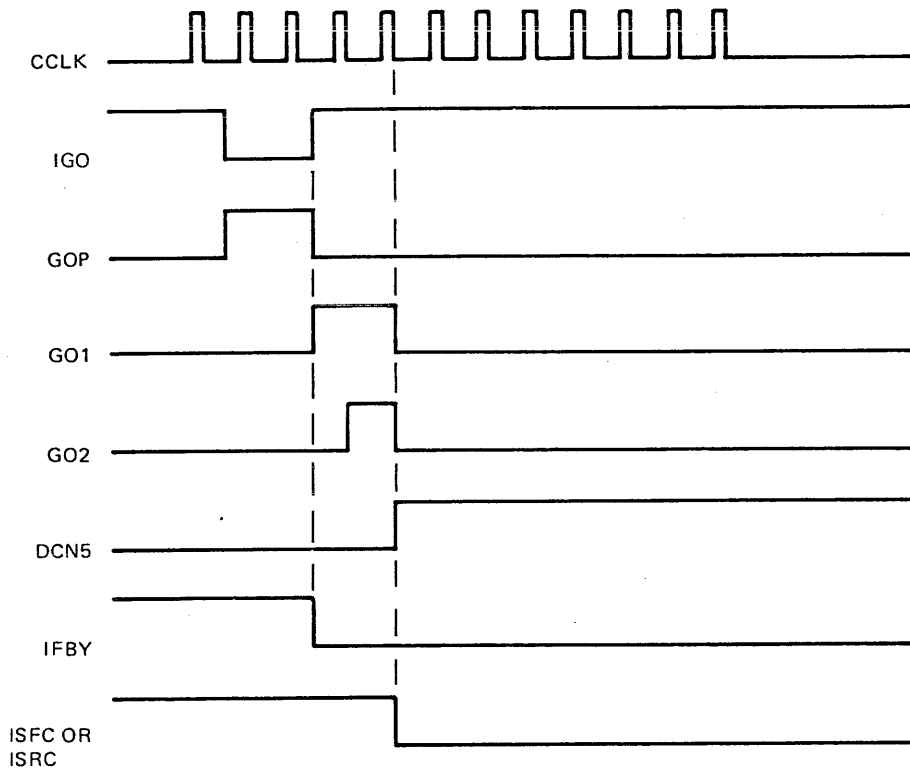 CCLK
IGO
GOP
GO1
GO2
DCN5
IFBY
ISFC OR
ISRC